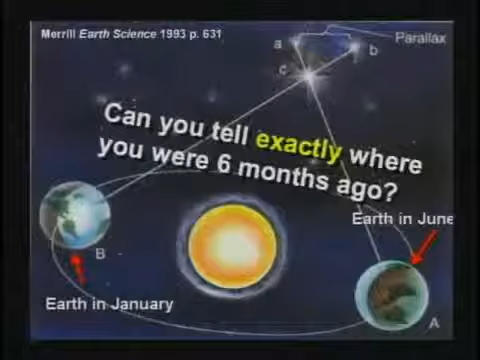 Merrill Earth Science 1993 p. 631
Parallax
a
b
c
Can you tell exactly where
you were 6 months ago?
Earth in June
B
Earth in January
A